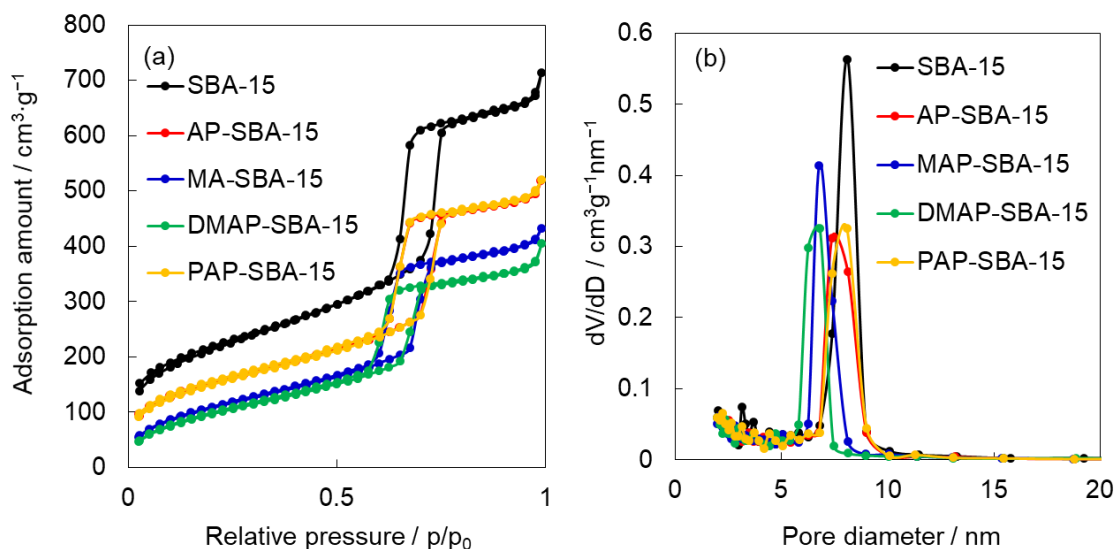 (a)
SBA-15
AP-SBA-15
MA-SBA-15
DMAP-SBA-15
PAP-SBA-15
Adsorption amount / cm³·g⁻¹
800
700
600
500
400
300
200
100
0
0
0.5
1
Relative pressure / p/p₀
(b)
SBA-15
AP-SBA-15
MAP-SBA-15
DMAP-SBA-15
PAP-SBA-15
dV/dD / cm³g⁻¹nm⁻¹
0.6
0.5
0.4
0.3
0.2
0.1
0
0
5
10
15
20
Pore diameter / nm